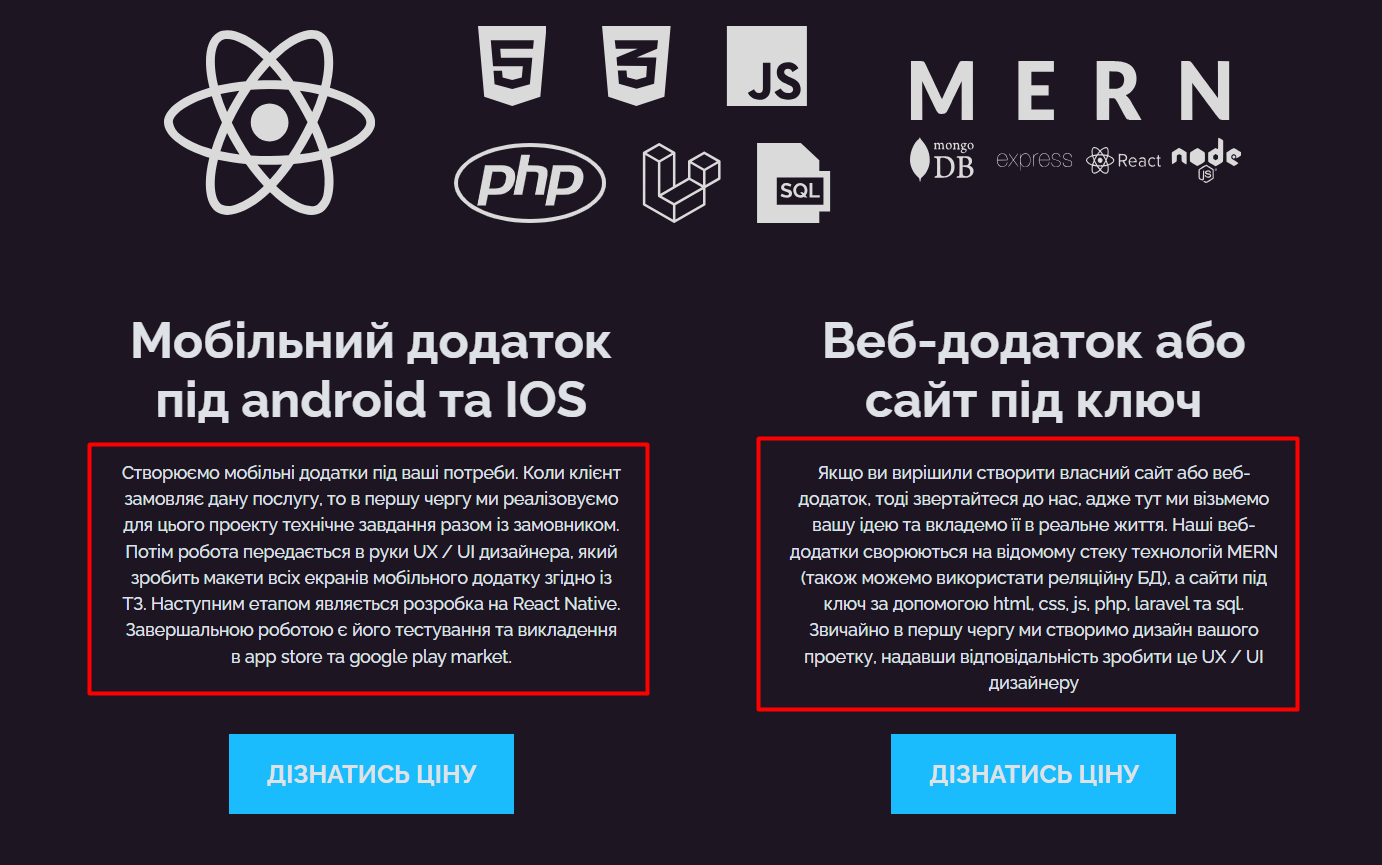 5
3
JS
M E R N
mongo
DB
express
React
node
JS
php
SQL
Мобільний додаток
під android та IOS
Створюємо мобільні додатки під ваші потреби. Коли клієнт
замовляє дану послугу, то в першу чергу ми реалізовуємо
для цього проекту технічне завдання разом із замовником.
Потім робота передається в руки UX / UI дизайнера, який
зробить макети всіх екранів мобільного додатку згідно із
ТЗ. Наступним етапом являється розробка на React Native.
Завершальною роботою є його тестування та викладення
в app store та google play market.
ДІЗНАТИСЬ ЦІНУ
Веб-додаток або
сайт під ключ
Якщо ви вирішили створити власний сайт або веб-
додаток, тоді звертайтеся до нас, адже тут ми візьмемо
вашу ідею та вкладемо її в реальне життя. Наші веб-
додатки сворюються на відомому стеку технологій MERN
(також можемо використати реляційну БД), а сайти під
ключ за допомогою html, css, js, php, laravel та sql.
Звичайно в першу чергу ми створимо дизайн вашого
проетку, надавши відповідальність зробити це UX / UI
дизайнеру
ДІЗНАТИСЬ ЦІНУ